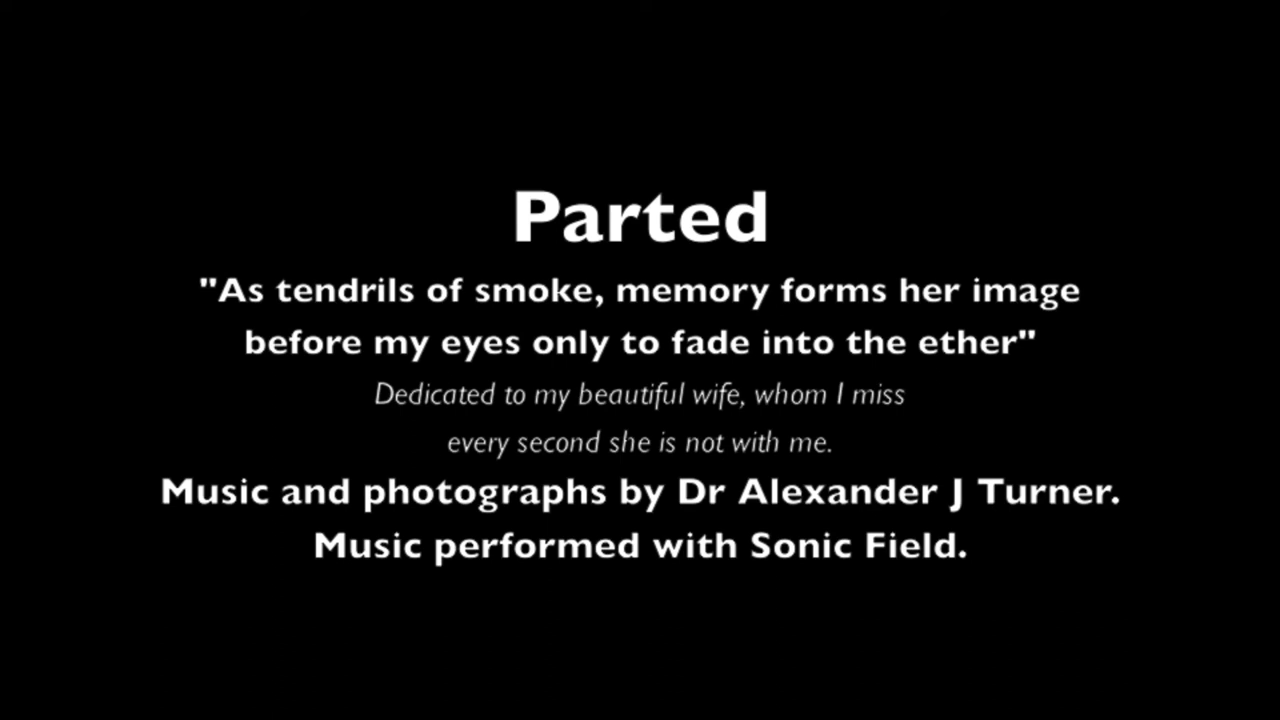 Parted
"As tendrils of smoke, memory forms her image
before my eyes only to fade into the ether"
Dedicated to my beautiful wife, whom I miss
every second she is not with me.
Music and photographs by Dr Alexander J Turner.
Music performed with Sonic Field.